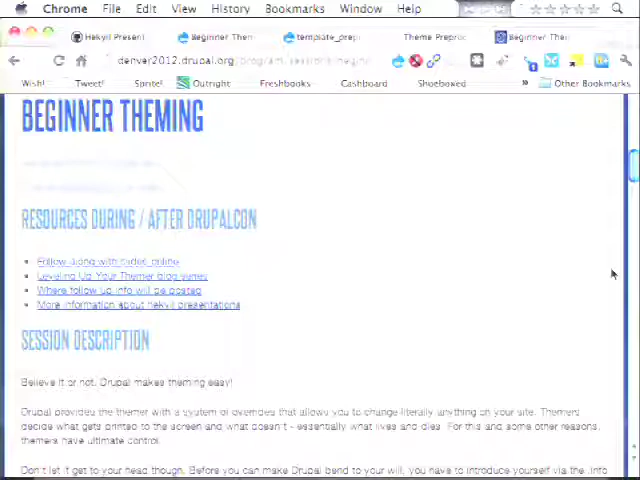 Chrome File Edit View History Bookmarks Window Help
Hekyll Present Beginner Then template_prep Theme Preproc Beginner Then
denver2012.drupal.org/program/sessions/begin
Wish! Tweet! Sprite! Outright Freshbooks Cashboard Shoeboxed » Other Bookmarks
BEGINNER THEMING
RESOURCES DURING / AFTER DRUPALCON
Follow along with slides online
Leveling Up Your Themer blog series
Where follow up info will be posted
More information about hekyll presentations
SESSION DESCRIPTION
Believe it or not, Drupal makes theming easy!
Drupal provides the themer with a system of overrides that allows you to change literally anything on your site. Themers
decide what gets printed to the screen and what doesn't - essentially what lives and dies. For this and some other reasons,
themers have ultimate control.
Don't let it get to your head though. Before you can make Drupal bend to your will, you have to introduce yourself via the .info